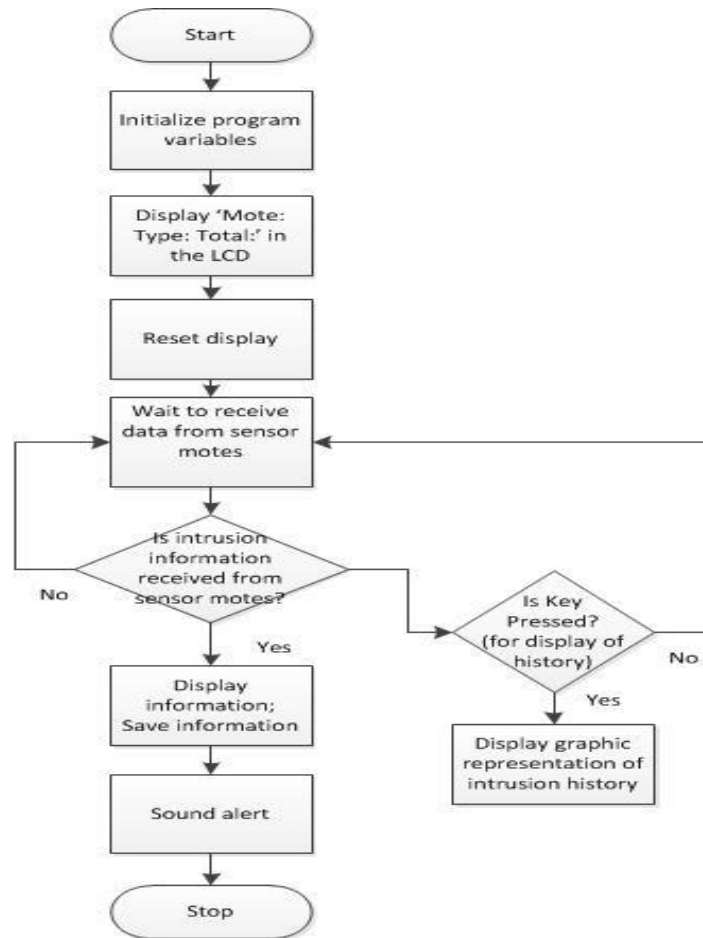 Start
Initialize program
variables
Display ‘Mote:
Type: Total:’ in
the LCD
Reset display
Wait to receive
data from sensor
motes
Is intrusion
information
received from
sensor motes?
No
Yes
Is Key
Pressed?
(for display of
history)
No
Yes
Display
information;
Save information
Display graphic
representation of
intrusion history
Sound alert
Stop